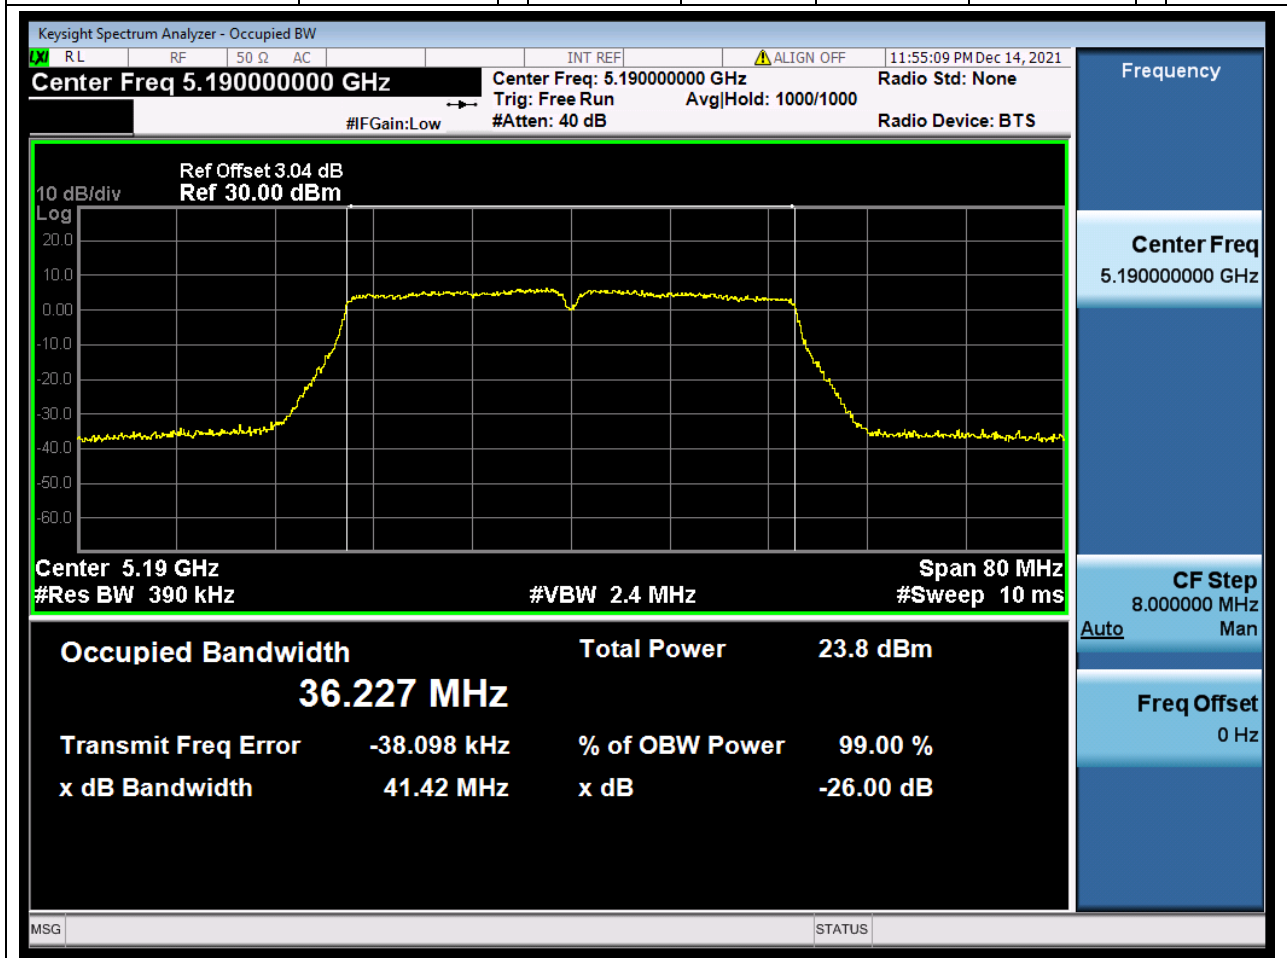 Keysight Spectrum Analyzer - Occupied BW
LXI RL RF 50 Ω AC INT REF ALIGN OFF 11:55:09 PM Dec 14, 2021
Center Freq 5.190000000 GHz
Center Freq: 5.190000000 GHz
Radio Std: None
Trig: Free Run Avg|Hold: 1000/1000
#IFGain:Low
#Atten: 40 dB
Radio Device: BTS
Ref Offset 3.04 dB
10 dB/div Ref 30.00 dBm
Log
20.0
10.0
0.00
-10.0
-20.0
-30.0
-40.0
-50.0
-60.0
Center 5.19 GHz Span 80 MHz
#Res BW 390 kHz #VBW 2.4 MHz #Sweep 10 ms
Occupied Bandwidth Total Power 23.8 dBm
36.227 MHz
Transmit Freq Error -38.098 kHz % of OBW Power 99.00 %
x dB Bandwidth 41.42 MHz x dB -26.00 dB
MSG STATUS
Frequency
Center Freq
5.190000000 GHz
CF Step
8.000000 MHz
Auto Man
Freq Offset
0 Hz